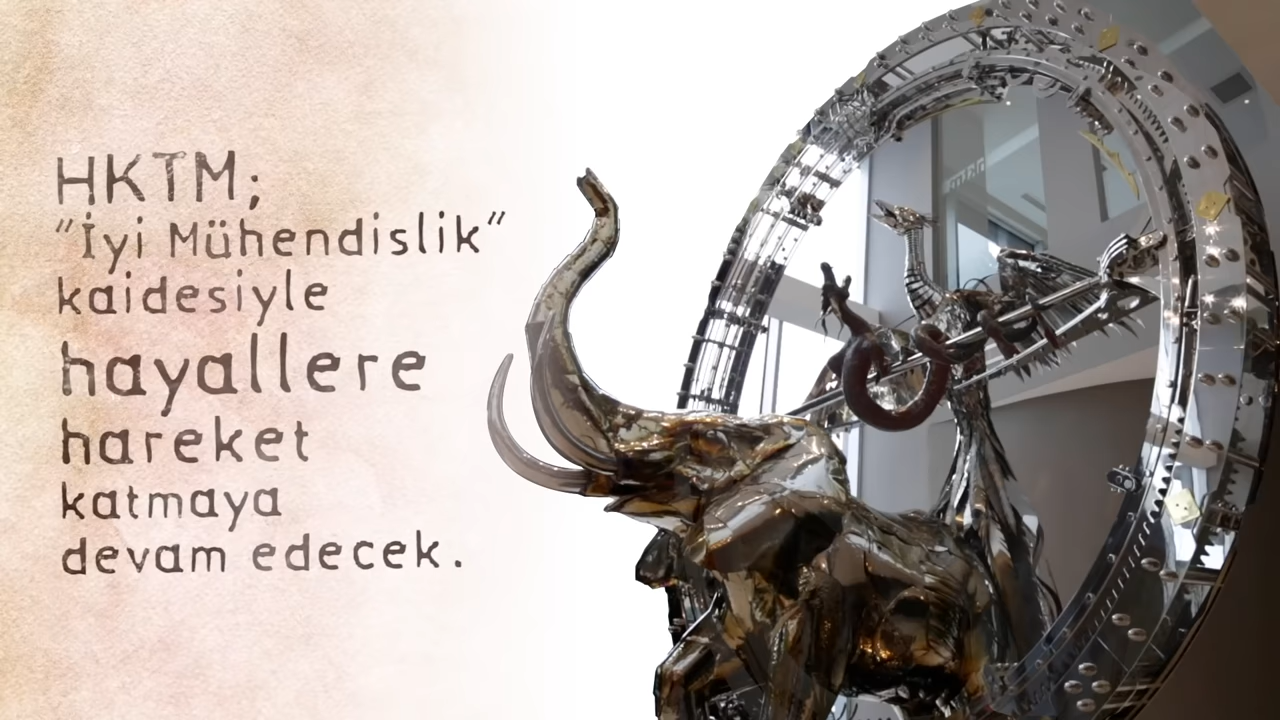 HKTM;
"İyi Mühendislik"
kaidesiyle
hayallere
hareket
katmaya
devam edecek.